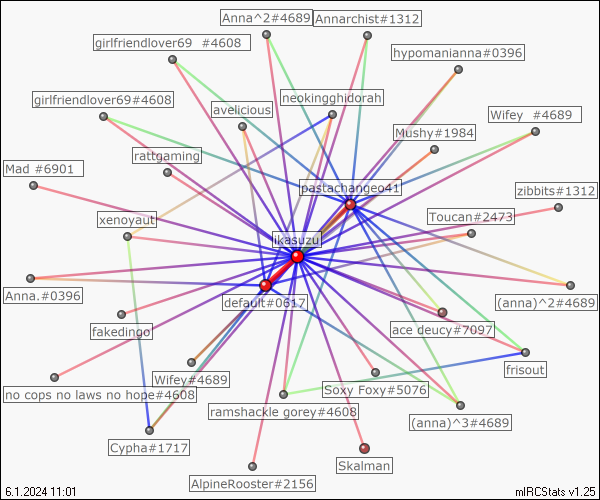 Anna^2#4689
Annarchist#1312
girlfriendlover69 #4608
hypomanianna#0396
girlfriendlover69#4608
avelicious
neokingghidorah
Wifey #4689
Mushy#1984
rattgaming
Mad #6901
pastachangeo41
zibbits#1312
xenoyaut
Toucan#2473
ikasuzu
Anna.#0396
default#0617
(anna)^2#4689
fakedingo
ace deucy#7097
frisout
Wifey#4689
Soxy Foxy#5076
no cops no laws no hope#4608
ramshackle gorey#4608
(anna)^3#4689
Cypha#1717
Skalman
AlpineRooster#2156
6.1.2024 11:01
mIRCStats v1.25